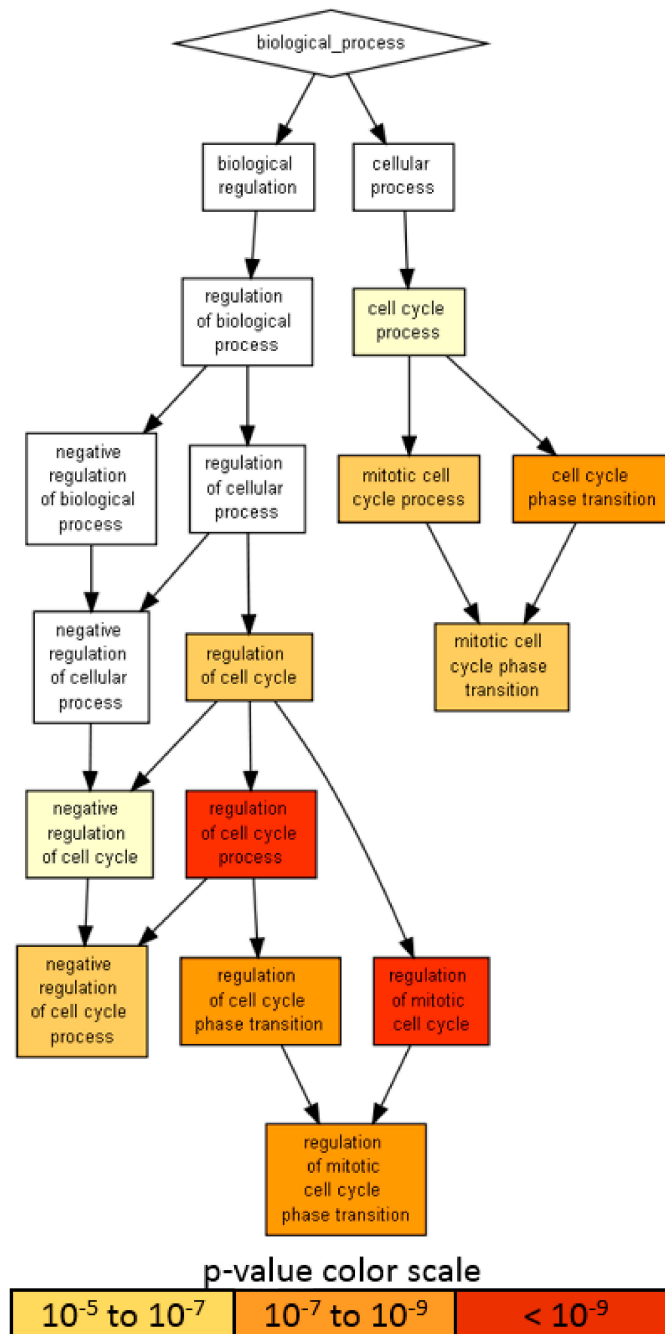 biological_process
biological
regulation
cellular
process
regulation
of biological
process
cell cycle
process
negative
regulation
of biological
process
regulation
of cellular
process
mitotic cell
cycle process
cell cycle
phase transition
negative
regulation
of cellular
process
regulation
of cell cycle
mitotic cell
cycle phase
transition
negative
regulation
of cell cycle
regulation
of cell cycle
process
negative
regulation
of cell cycle
process
regulation
of cell cycle
phase transition
regulation
of mitotic
cell cycle
regulation
of mitotic
cell cycle
phase transition
p-value color scale
10⁻⁵ to 10⁻⁷
10⁻⁷ to 10⁻⁹
< 10⁻⁹